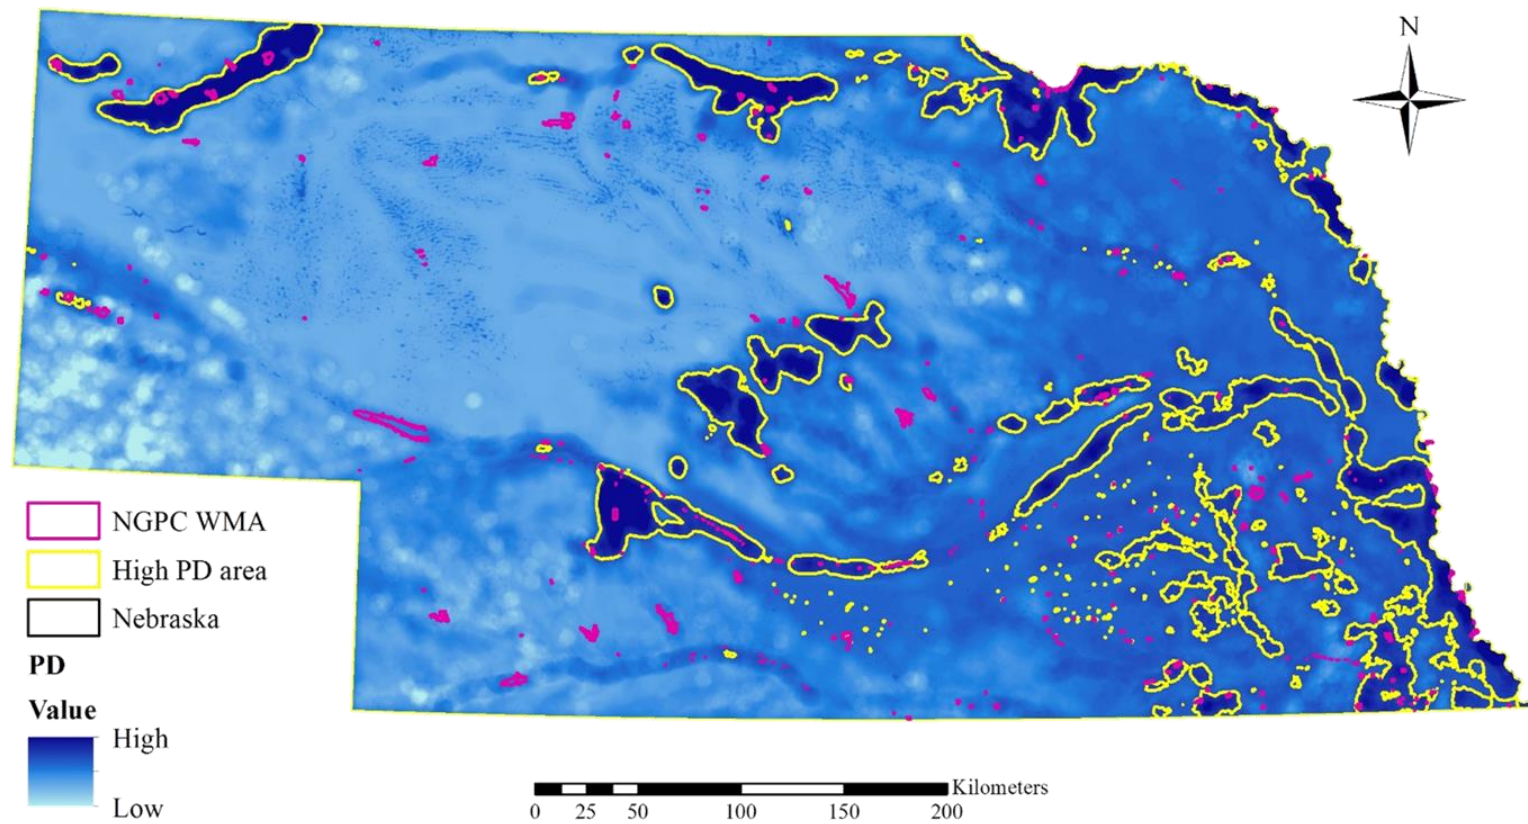 N
NGPC WMA
High PD area
Nebraska
PD
Value
High
Low
Kilometers
0 25 50 100 150 200